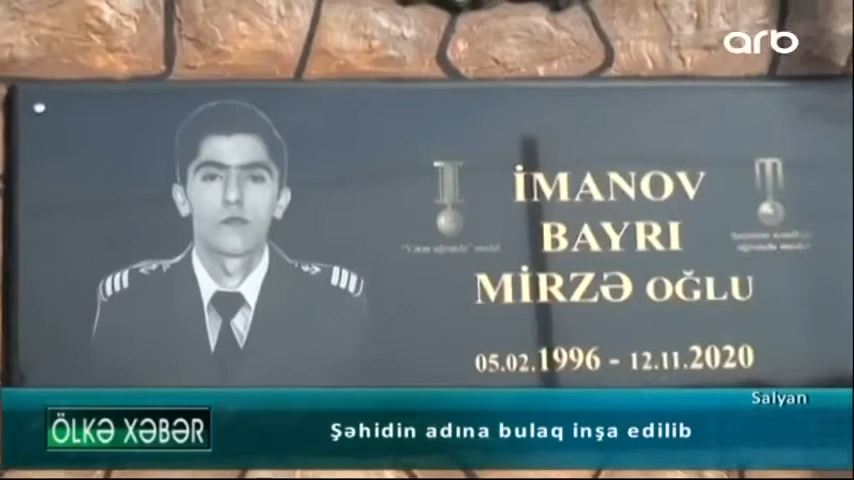 arb
İMANOV
BAYRI
MİRZƏ OĞLU
05.02.1996 - 12.11.2020
Salyan
ÖLKƏ XƏBƏR
Şəhidin adına bulaq inşa edilib